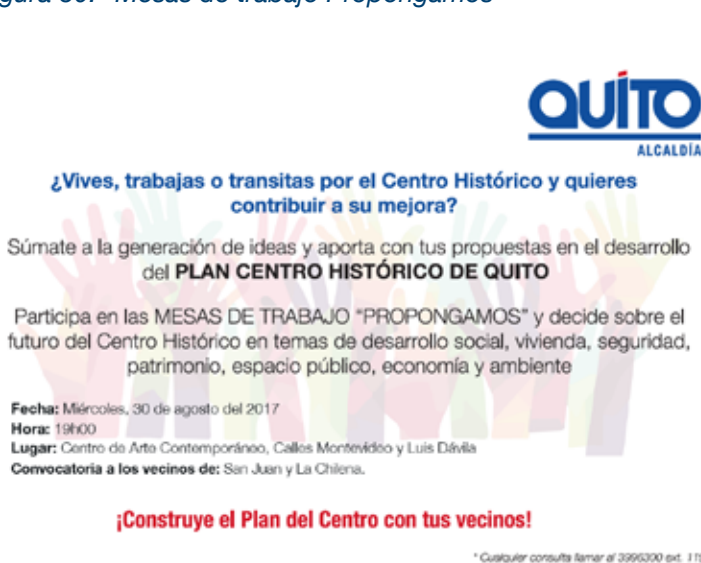 Mesas de trabajo Propongamos
QUITO
ALCALDÍA
¿Vives, trabajas o transitas por el Centro Histórico y quieres
contribuir a su mejora?
Súmate a la generación de ideas y aporta con tus propuestas en el desarrollo
del PLAN CENTRO HISTÓRICO DE QUITO
Participa en las MESAS DE TRABAJO "PROPONGAMOS" y decide sobre el
futuro del Centro Histórico en temas de desarrollo social, vivienda, seguridad,
patrimonio, espacio público, economía y ambiente
Fecha: Miércoles, 30 de agosto del 2017
Hora: 19h00
Lugar: Centro de Arte Contemporáneo, Calles Montevideo y Luis Dávila
Convocatoria a los vecinos de: San Juan y La Chilena.
¡Construye el Plan del Centro con tus vecinos!
* Cualquier consulta llamar al 3996300 ext.